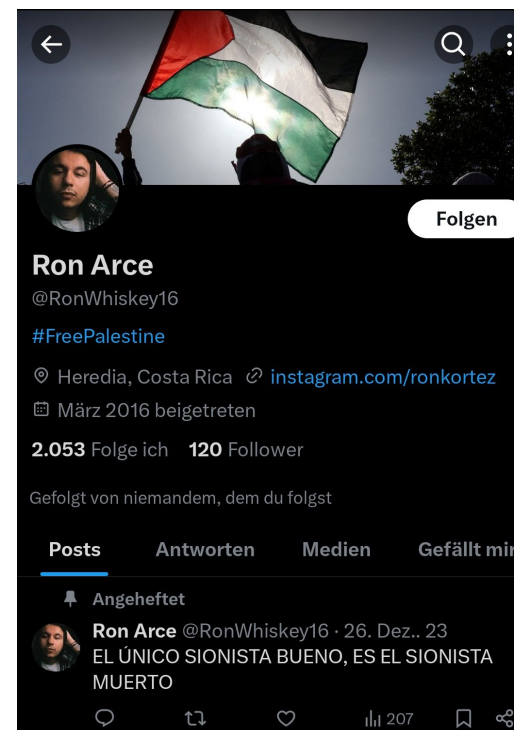 Folgen
Ron Arce
@RonWhiskey16
#FreePalestine
Heredia, Costa Rica instagram.com/ronkortez
März 2016 beigetreten
2.053 Folge ich 120 Follower
Gefolgt von niemandem, dem du folgst
Posts Antworten Medien Gefällt mir
Angeheftet
Ron Arce @RonWhiskey16 · 26. Dez.. 23
EL ÚNICO SIONISTA BUENO, ES EL SIONISTA
MUERTO
207